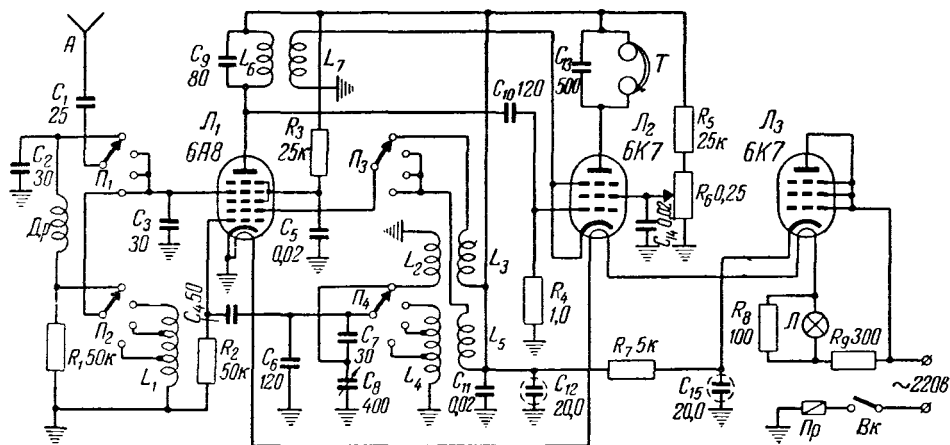 A
C₁
25
C₂
30
Др
R₁ 50к
П₁
C₃
30
П₂
L₁
C₄ 50
R₂
50к
C₉
80
L₆
L₇
Л₁
6А8
R₃
25к
C₅
0,02
C₆
120
П₃
L₂
L₃
П₄
C₇
30
C₈
400
L₄
L₅
C₁₀ 120
C₁₁
0,02
C₁₂
20,0
R₄
1,0
C₁₃
500
Т
Л₂
6К7
C₁₄ 0,02
R₅
25к
R₆ 0,25
R₇ 5к
Л₃
6К7
R₈
100
Л
R₉ 300
C₁₅
20,0
~220в
Пр
Вк